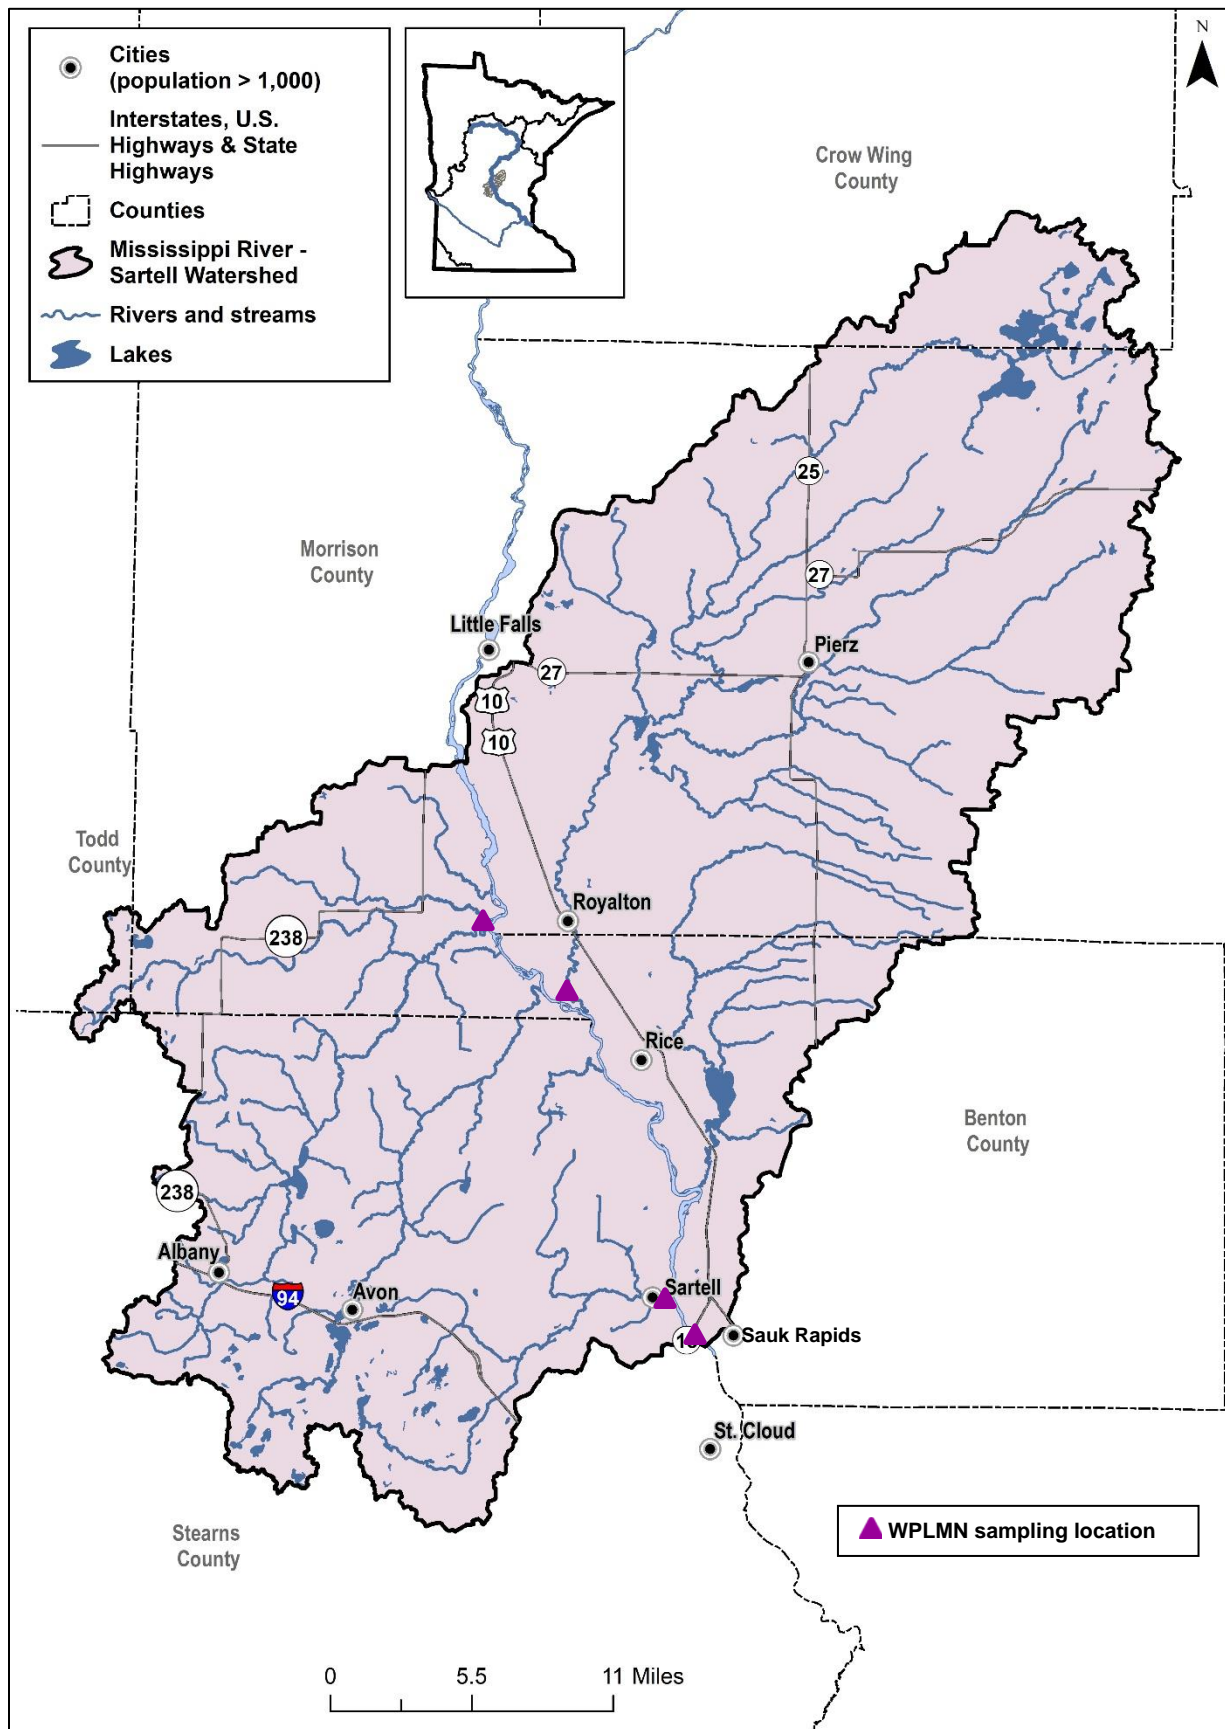 Cities
(population > 1,000)
Interstates, U.S.
Highways & State
Highways
Counties
Mississippi River -
Sartell Watershed
Rivers and streams
Lakes
N
Crow Wing
County
25
Morrison
County
27
Little Falls
Pierz
27
10
10
Todd
County
Royalton
238
Rice
Benton
County
238
Albany
94
Avon
Sartell
Sauk Rapids
St. Cloud
WPLMN sampling location
Stearns
County
0
5.5
11 Miles